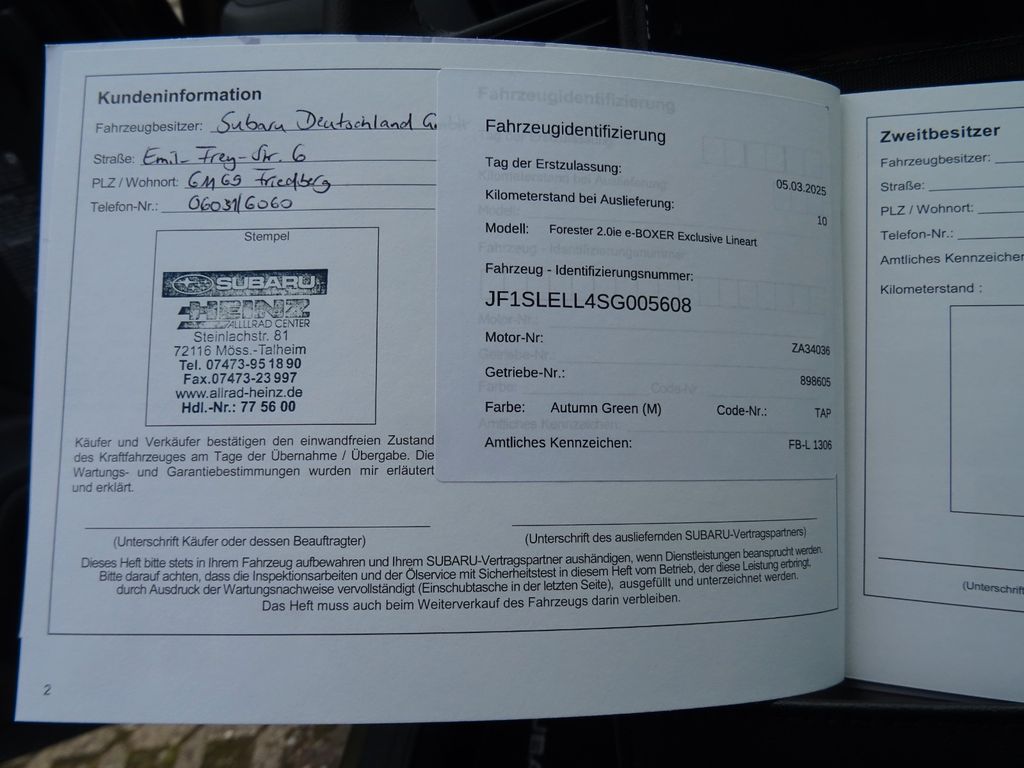 Kundeninformation
Fahrzeugbesitzer: Subaru Deutschland G
Straße: Emil-Frey-Str. 6
PLZ / Wohnort: 61169 Friedberg
Telefon-Nr.: 06031/6060
Stempel
SUBARU
HEINZ
ALLLRAD CENTER
Steinlachstr. 81
72116 Möss.-Talheim
Tel. 07473-95 18 90
Fax.07473-23 997
www.allrad-heinz.de
Hdl.-Nr.: 77 56 00
Käufer und Verkäufer bestätigen den einwandfreien Zustand
des Kraftfahrzeuges am Tage der Übernahme / Übergabe. Die
Wartungs- und Garantiebestimmungen wurden mir erläutert
und erklärt.
Fahrzeugidentifizierung
Fahrzeugidentifizierung
Tag der Erstzulassung: 05.03.2025
Kilometerstand bei Auslieferung: 10
Modell: Forester 2.0ie e-BOXER Exclusive Lineart
Fahrzeug - Identifizierungsnummer:
JF1SLELL4SG005608
Motor-Nr: ZA34036
Getriebe-Nr.: 898605
Farbe: Autumn Green (M) Code-Nr.: TAP
Amtliches Kennzeichen: FB-L 1306
(Unterschrift Käufer oder dessen Beauftragter)
(Unterschrift des ausliefernden SUBARU-Vertragspartners)
Dieses Heft bitte stets in Ihrem Fahrzeug aufbewahren und Ihrem SUBARU-Vertragspartner aushändigen, wenn Dienstleistungen beansprucht werden.
Bitte darauf achten, dass die Inspektionsarbeiten und der Ölservice mit Sicherheitstest in diesem Heft vom Betrieb, der diese Leistung erbringt,
durch Ausdruck der Wartungsnachweise vervollständigt (Einschubtasche in der letzten Seite), ausgefüllt und unterzeichnet werden.
Das Heft muss auch beim Weiterverkauf des Fahrzeugs darin verbleiben.
2
Zweitbesitzer
Fahrzeugbesitzer:
Straße:
PLZ / Wohnort:
Telefon-Nr.:
Amtliches Kennzeichen
Kilometerstand :
(Unterschrift